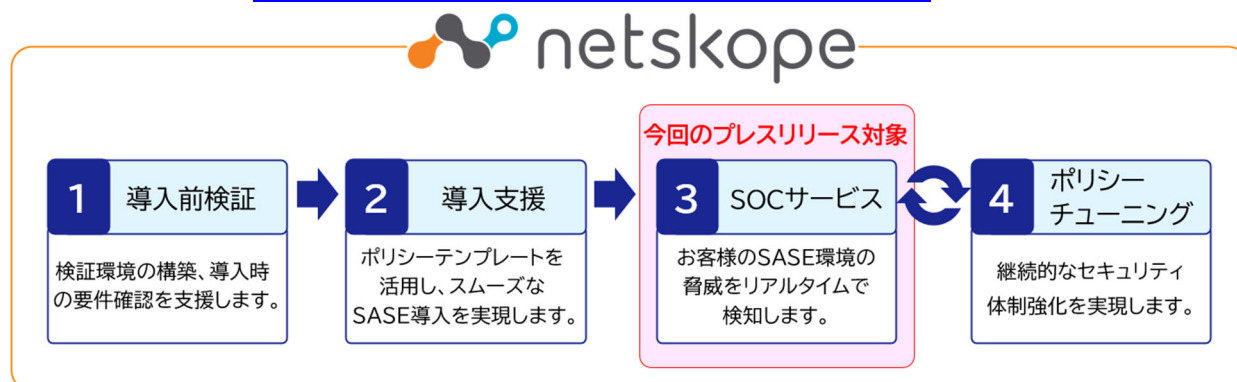 netskope
今回のプレスリリース対象
1 導入前検証
検証環境の構築、導入時
の要件確認を支援します。
2 導入支援
ポリシーテンプレートを
活用し、スムーズな
SASE導入を実現します。
3 SOCサービス
お客様のSASE環境の
脅威をリアルタイムで
検知します。
4 ポリシー
チューニング
継続的なセキュリティ
体制強化を実現します。